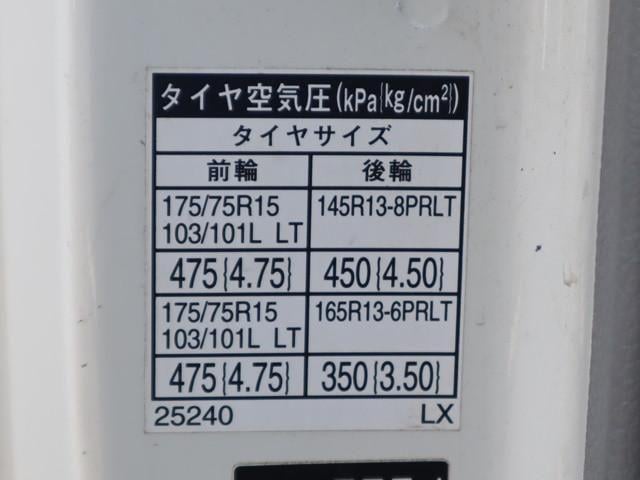 タイヤ空気圧(kPa{kg/cm²})
タイヤサイズ
前輪 後輪
175/75R15 145R13-8PRLT
103/101L LT
475{4.75} 450{4.50}
175/75R15 165R13-6PRLT
103/101L LT
475{4.75} 350{3.50}
25240 LX